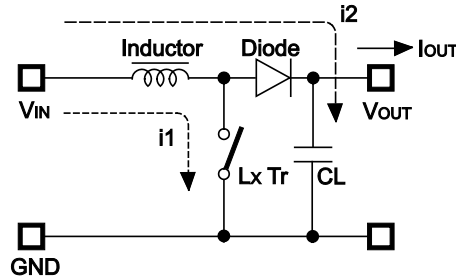 i2
Inductor
Diode
IOUT
VIN
VOUT
i1
Lx Tr
CL
GND